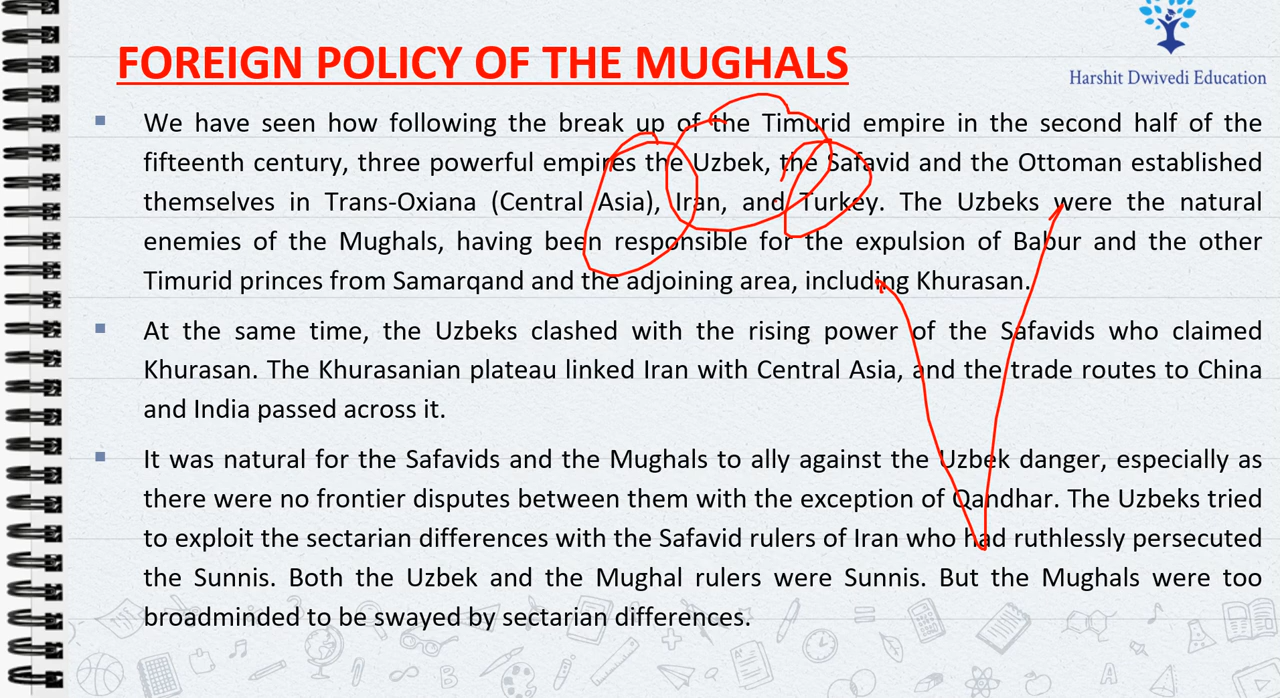 Harshit Dwivedi Education
FOREIGN POLICY OF THE MUGHALS
We have seen how following the break up of the Timurid empire in the second half of the
fifteenth century, three powerful empires the Uzbek, the Safavid and the Ottoman established
themselves in Trans-Oxiana (Central Asia), Iran, and Turkey. The Uzbeks were the natural
enemies of the Mughals, having been responsible for the expulsion of Babur and the other
Timurid princes from Samarqand and the adjoining area, including Khurasan.
At the same time, the Uzbeks clashed with the rising power of the Safavids who claimed
Khurasan. The Khurasanian plateau linked Iran with Central Asia, and the trade routes to China
and India passed across it.
It was natural for the Safavids and the Mughals to ally against the Uzbek danger, especially as
there were no frontier disputes between them with the exception of Qandhar. The Uzbeks tried
to exploit the sectarian differences with the Safavid rulers of Iran who had ruthlessly persecuted
the Sunnis. Both the Uzbek and the Mughal rulers were Sunnis. But the Mughals were too
broadminded to be swayed by sectarian differences.